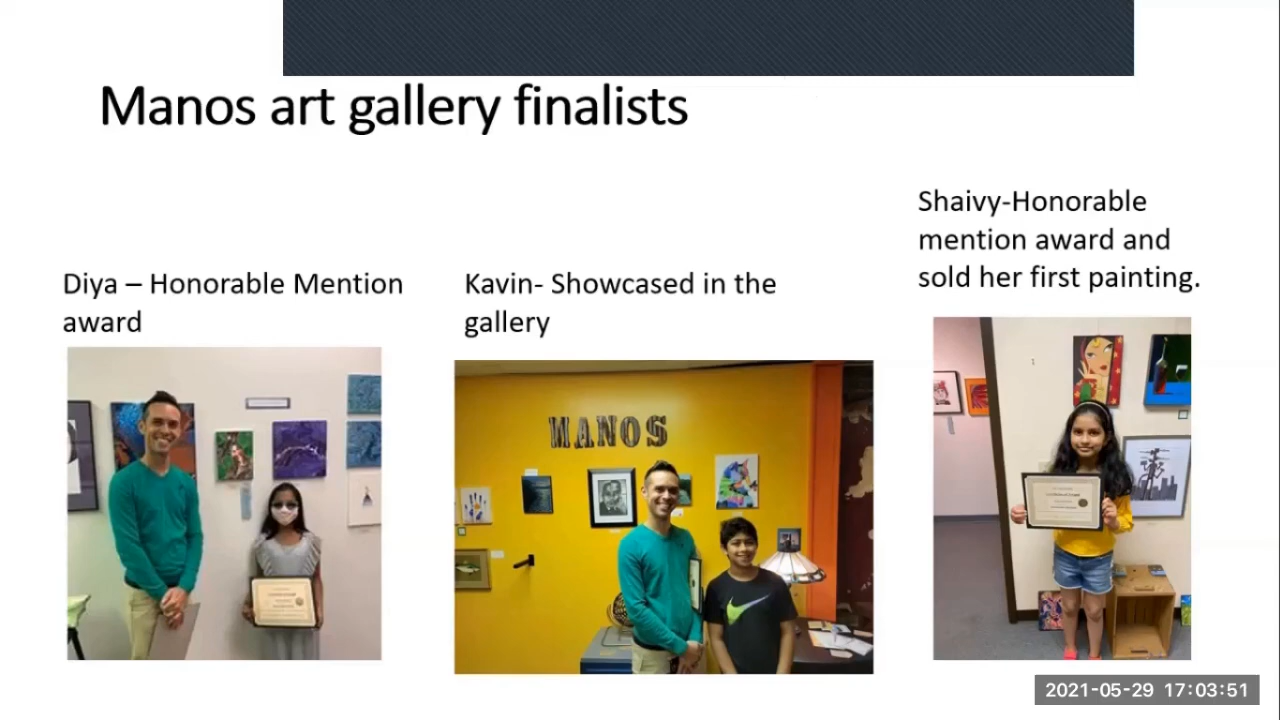 Manos art gallery finalists
Diya – Honorable Mention
award
Kavin- Showcased in the
gallery
Shaivy-Honorable
mention award and
sold her first painting.
MANOS
2021-05-29 17:03:51